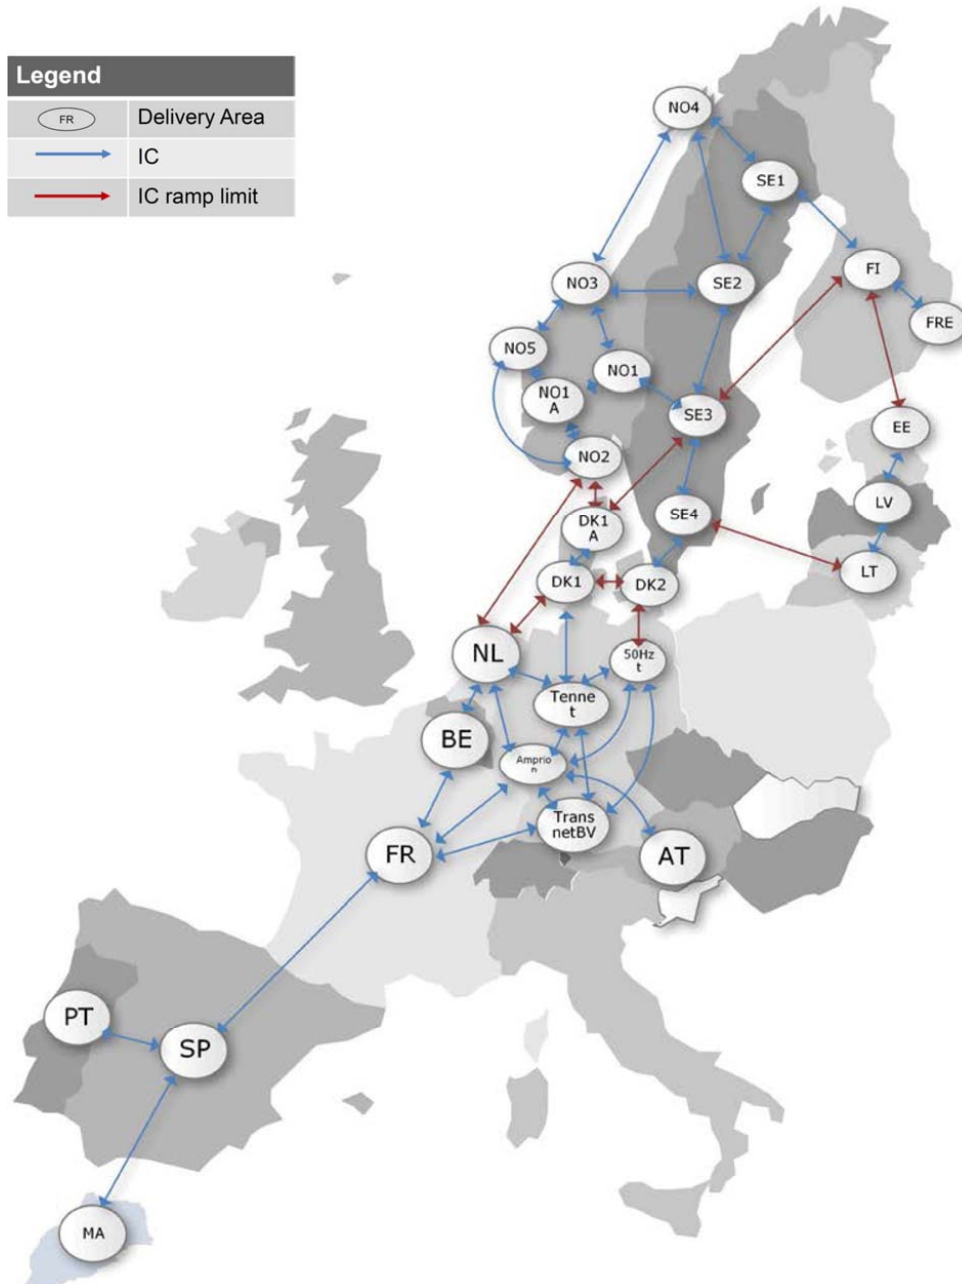 Legend
FR Delivery Area
IC
IC ramp limit
NO4
SE1
FI
NO3
SE2
FRE
NO5
NO1
NO1
A
SE3
EE
NO2
LV
SE4
DK1
A
LT
DK1
DK2
NL
50Hz
t
Tenne
t
BE
Amprio
n
Trans
netBV
FR
AT
PT
SP
MA